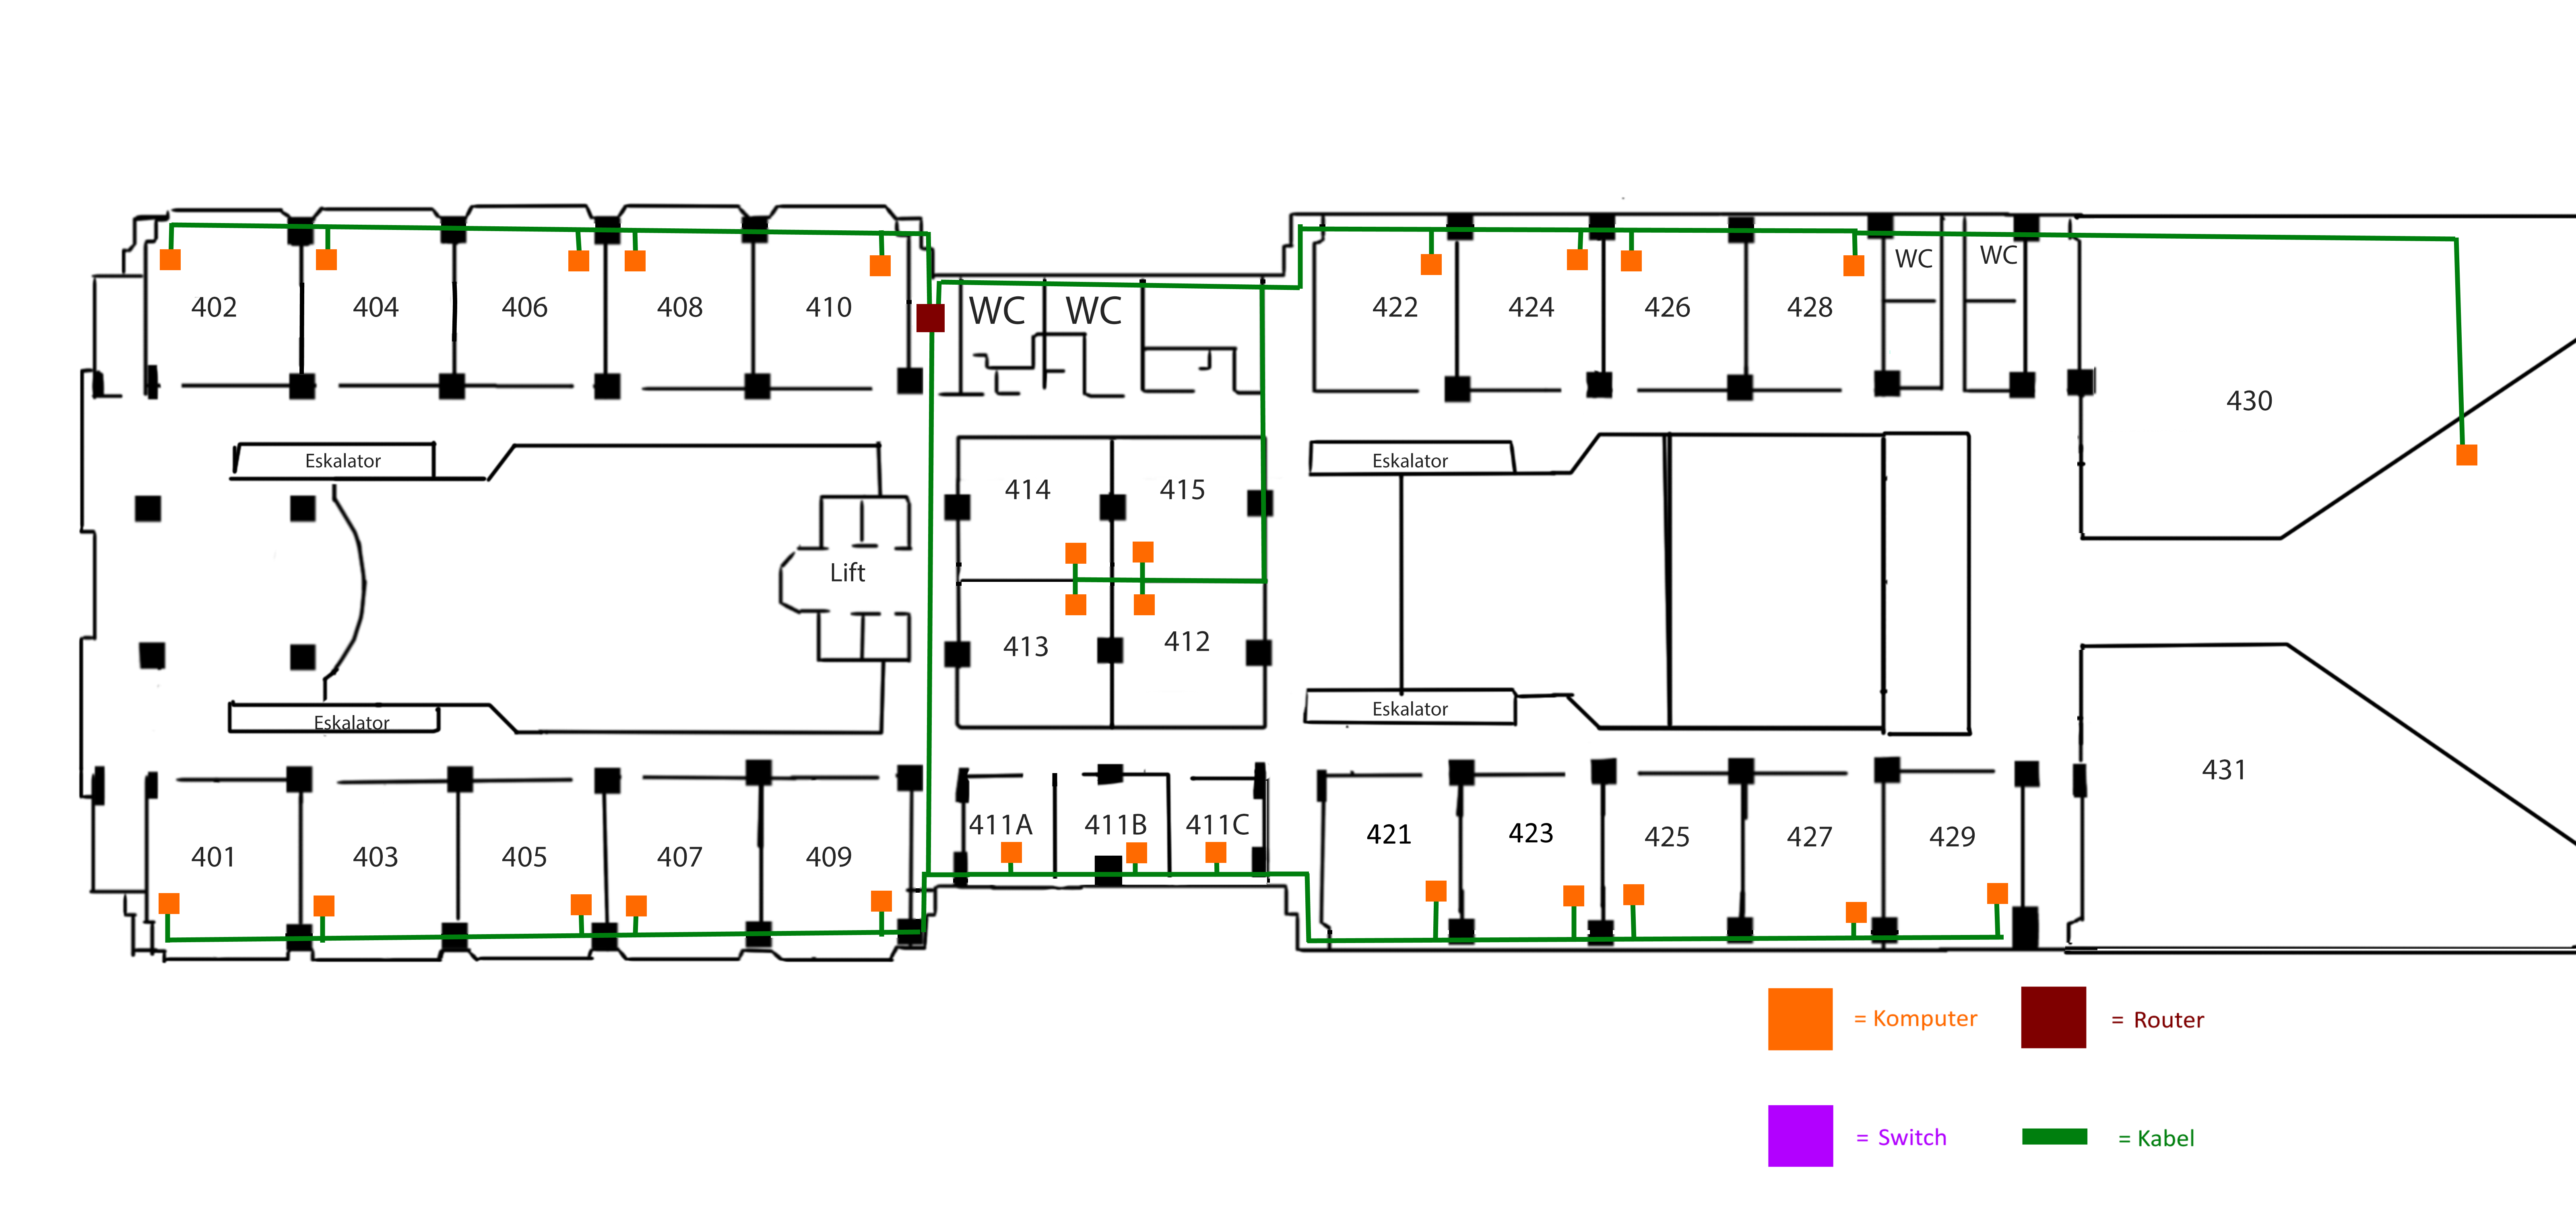 WC
WC
WC
WC
402
404
406
408
410
422
424
426
428
430
Eskalator
Eskalator
414
415
Lift
413
412
Eskalator
Eskalator
431
411A
411B
411C
421
423
425
427
429
401
403
405
407
409
= Komputer
= Router
= Switch
= Kabel